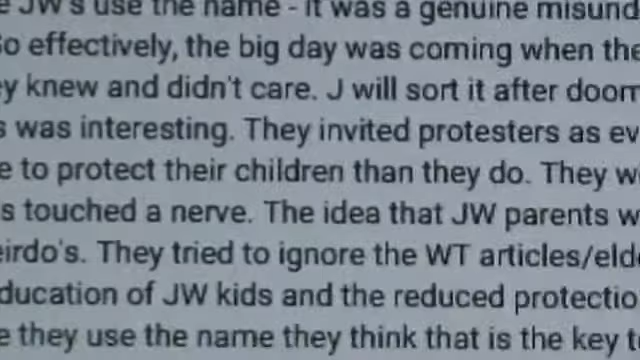 e JW's use the name - it was a genuine misund
So effectively, the big day was coming when the
ey knew and didn't care. J will sort it after doom
s was interesting. They invited protesters as ev
e to protect their children than they do. They w
s touched a nerve. The idea that JW parents w
eirdo's. They tried to ignore the WT articles/eld
ducation of JW kids and the reduced protectio
e they use the name they think that is the key t